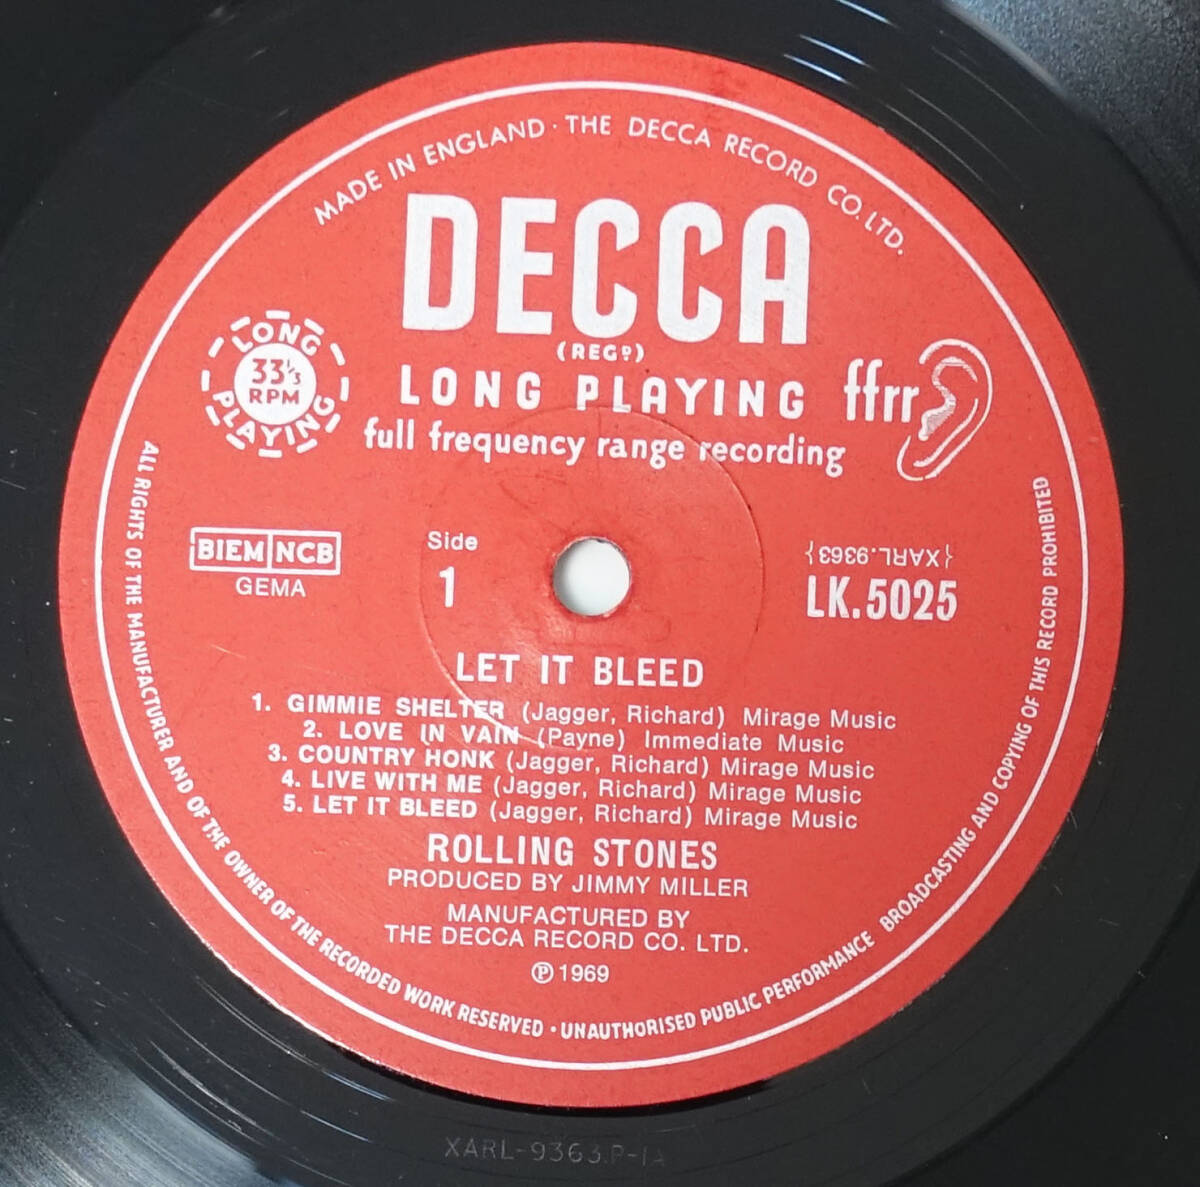 MADE IN ENGLAND · THE DECCA RECORD CO. LTD.
DECCA
(REGD)
LONG PLAYING
33 1/3
RPM
LONG PLAYING
ffrr
full frequency range recording
BIEM NCB
GEMA
Side
1
{XARL.9363}
LK.5025
LET IT BLEED
1. GIMMIE SHELTER (Jagger, Richard) Mirage Music
2. LOVE IN VAIN (Payne) Immediate Music
3. COUNTRY HONK (Jagger, Richard) Mirage Music
4. LIVE WITH ME (Jagger, Richard) Mirage Music
5. LET IT BLEED (Jagger, Richard) Mirage Music
ROLLING STONES
PRODUCED BY JIMMY MILLER
MANUFACTURED BY
THE DECCA RECORD CO. LTD.
℗ 1969
ALL RIGHTS OF THE MANUFACTURER AND OF THE OWNER OF THE RECORDED WORK RESERVED · UNAUTHORISED PUBLIC PERFORMANCE BROADCASTING AND COPYING OF THIS RECORD PROHIBITED
XARL-9363.P-1A